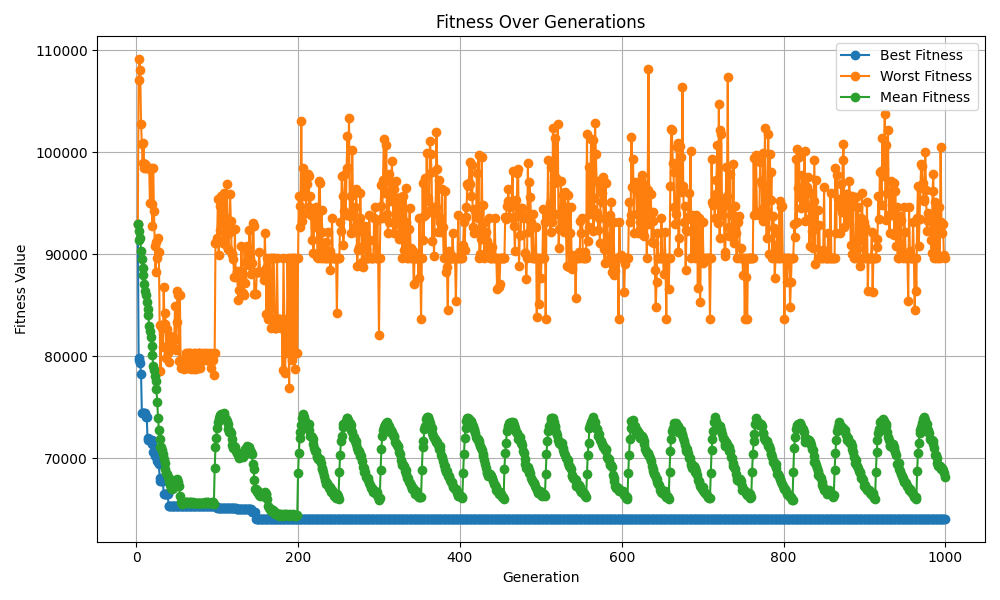 Fitness Over Generations
Best Fitness
Worst Fitness
Mean Fitness
110000
100000
90000
80000
70000
Fitness Value
0
200
400
600
800
1000
Generation